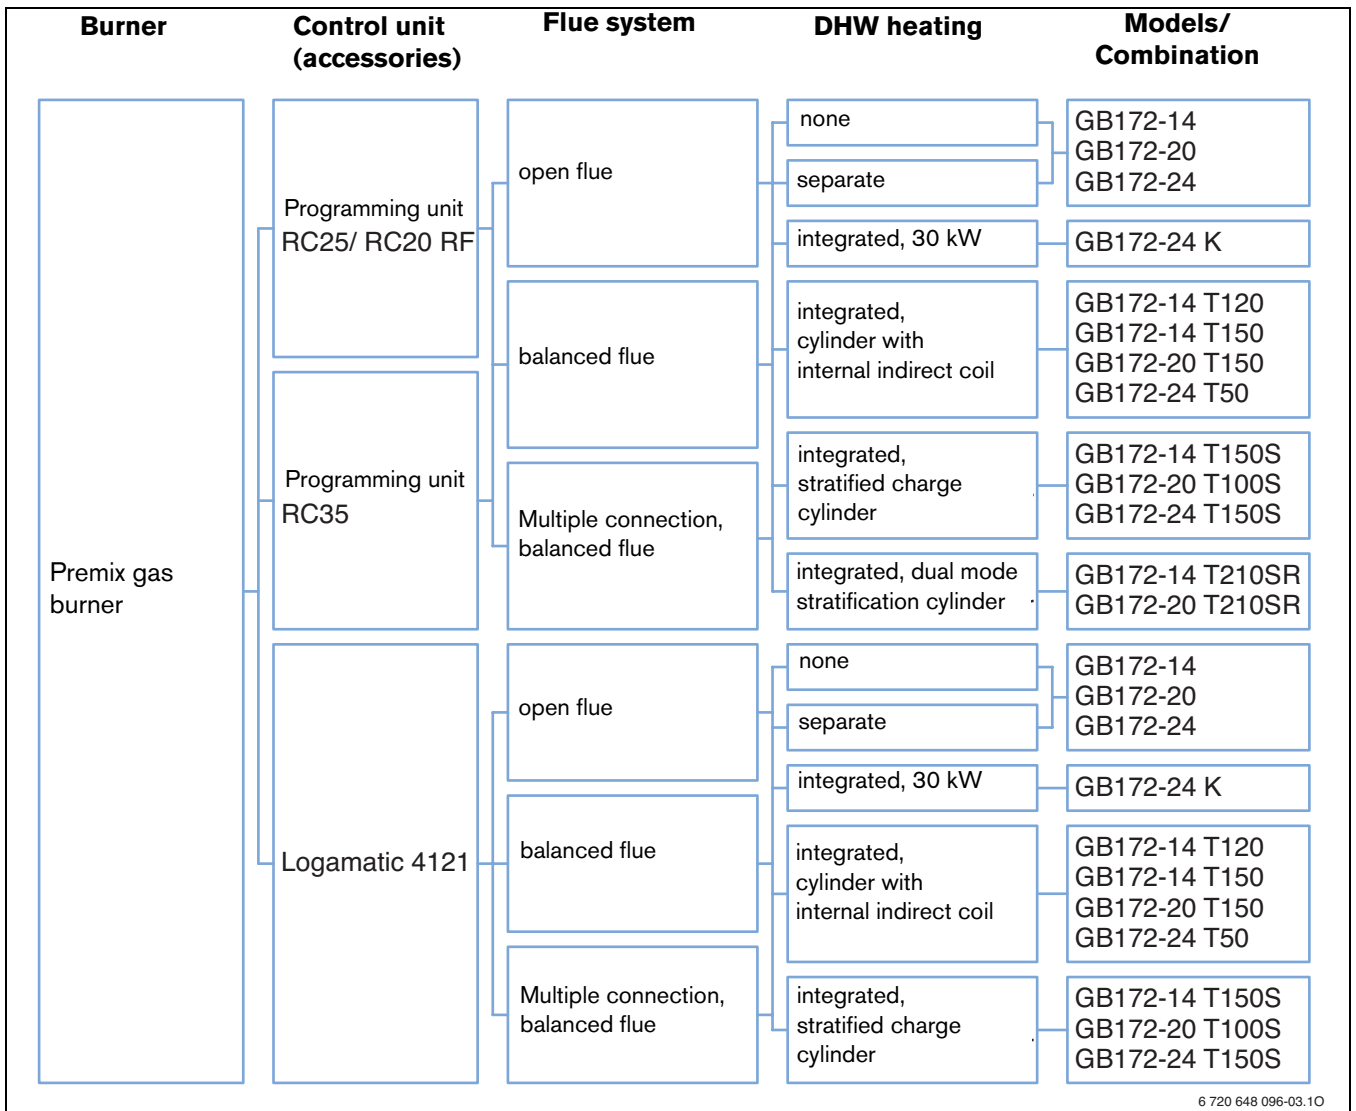 Burner
Control unit
(accessories)
Flue system
DHW heating
Models/
Combination
Premix gas
burner
Programming unit
RC25/ RC20 RF
Programming unit
RC35
Logamatic 4121
open flue
balanced flue
Multiple connection,
balanced flue
open flue
balanced flue
Multiple connection,
balanced flue
none
separate
integrated, 30 kW
integrated,
cylinder with
internal indirect coil
integrated,
stratified charge
cylinder
integrated, dual mode
stratification cylinder
none
separate
integrated, 30 kW
integrated,
cylinder with
internal indirect coil
integrated,
stratified charge
cylinder
GB172-14
GB172-20
GB172-24
GB172-24 K
GB172-14 T120
GB172-14 T150
GB172-20 T150
GB172-24 T50
GB172-14 T150S
GB172-20 T100S
GB172-24 T150S
GB172-14 T210SR
GB172-20 T210SR
GB172-14
GB172-20
GB172-24
GB172-24 K
GB172-14 T120
GB172-14 T150
GB172-20 T150
GB172-24 T50
GB172-14 T150S
GB172-20 T100S
GB172-24 T150S
6 720 648 096-03.1O